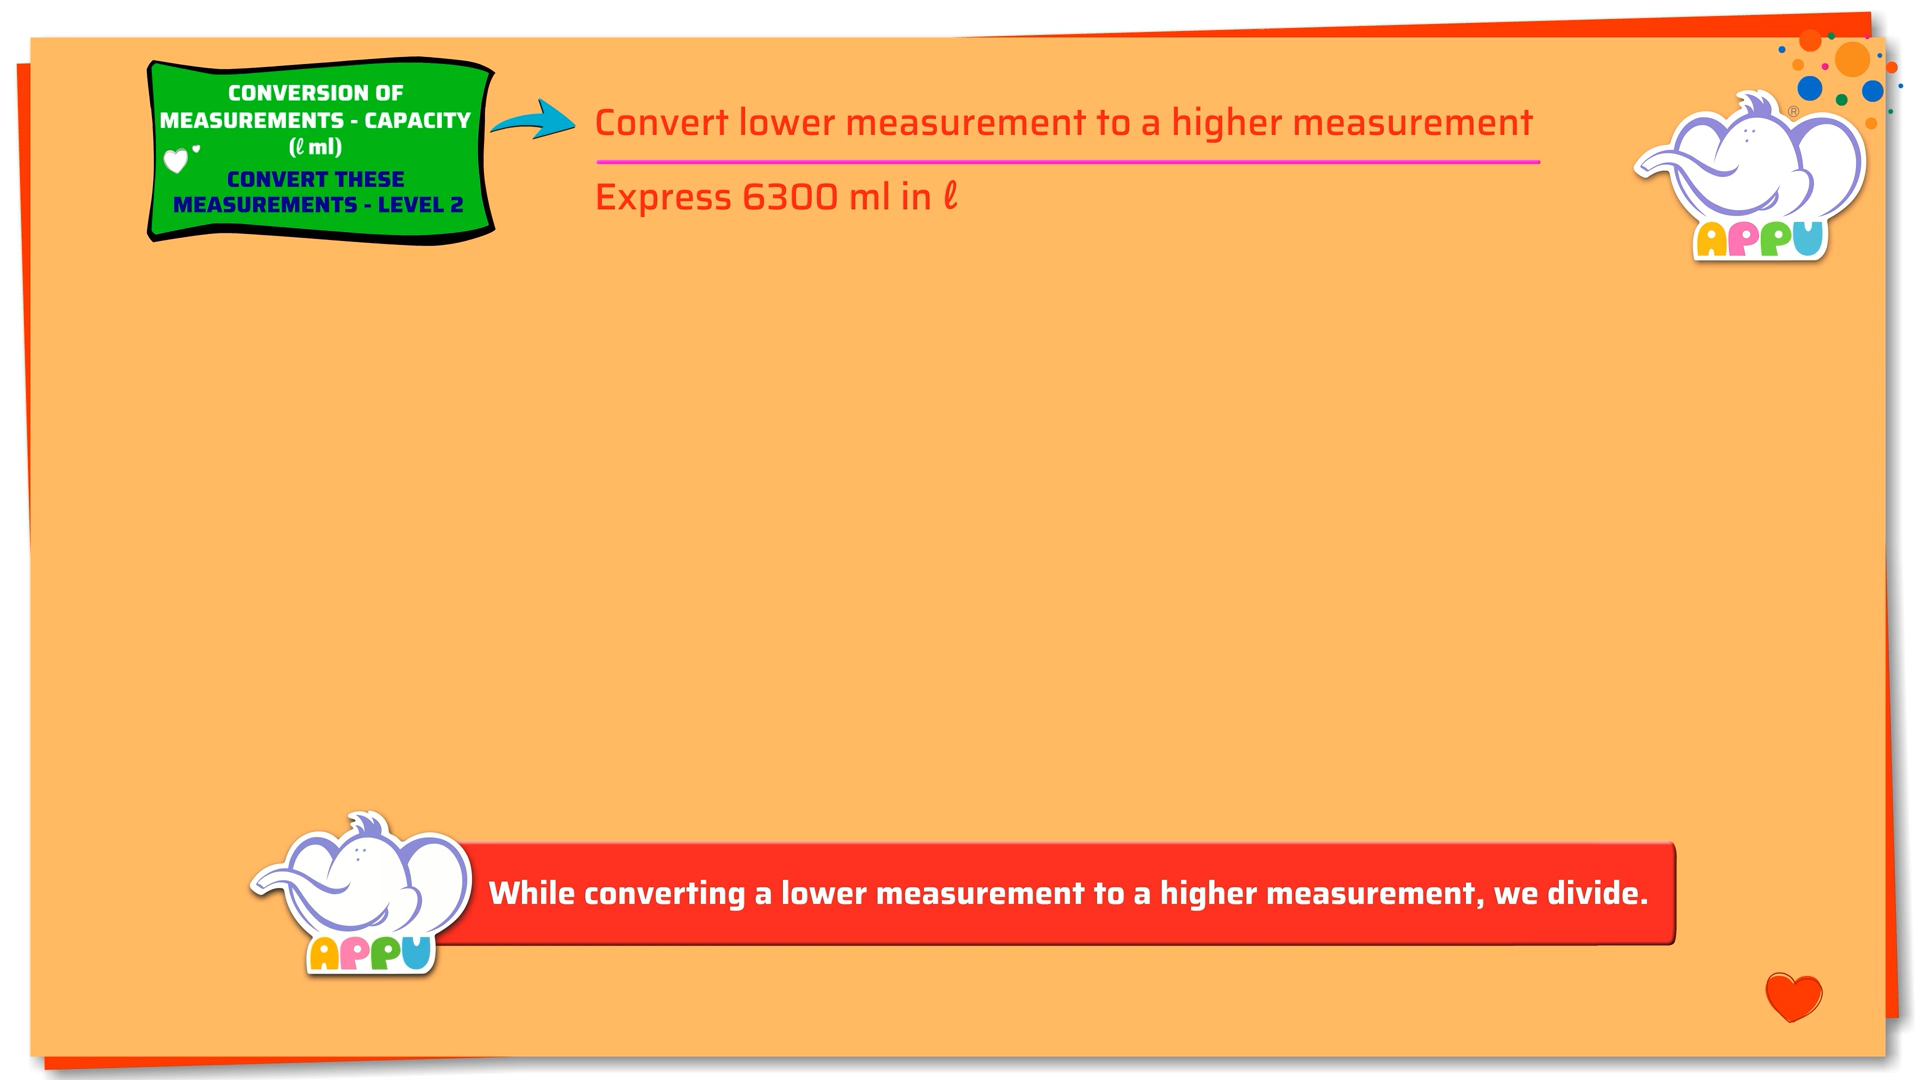 CONVERSION OF
MEASUREMENTS - CAPACITY
(ℓ ml)
CONVERT THESE
MEASUREMENTS - LEVEL 2
Convert lower measurement to a higher measurement
Express 6300 ml in ℓ
®
APPU
While converting a lower measurement to a higher measurement, we divide.
APPU